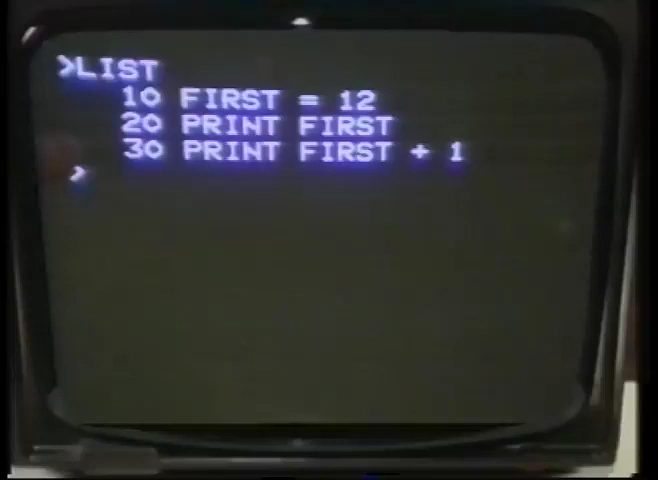 >LIST
10 FIRST = 12
20 PRINT FIRST
30 PRINT FIRST + 1
>